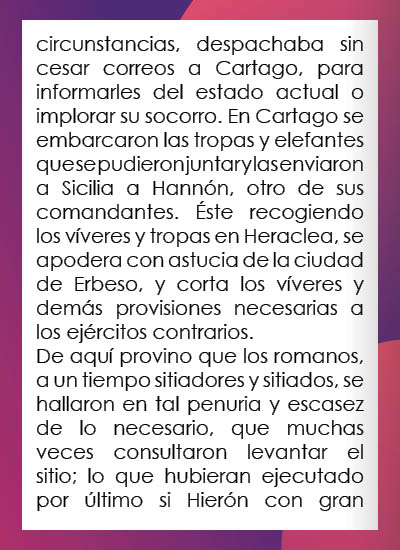 circunstancias, despachaba sin
cesar correos a Cartago, para
informarles del estado actual o
implorar su socorro. En Cartago se
embarcaron las tropas y elefantes
quesepudieronjuntarylasenviaron
a Sicilia a Hannón, otro de sus
comandantes. Éste recogiendo
los víveres y tropas en Heraclea, se
apodera con astucia de la ciudad
de Erbeso, y corta los víveres y
demás provisiones necesarias a
los ejércitos contrarios.
De aquí provino que los romanos,
a un tiempo sitiadores y sitiados, se
hallaron en tal penuria y escasez
de lo necesario, que muchas
veces consultaron levantar el
sitio; lo que hubieran ejecutado
por último si Hierón con gran